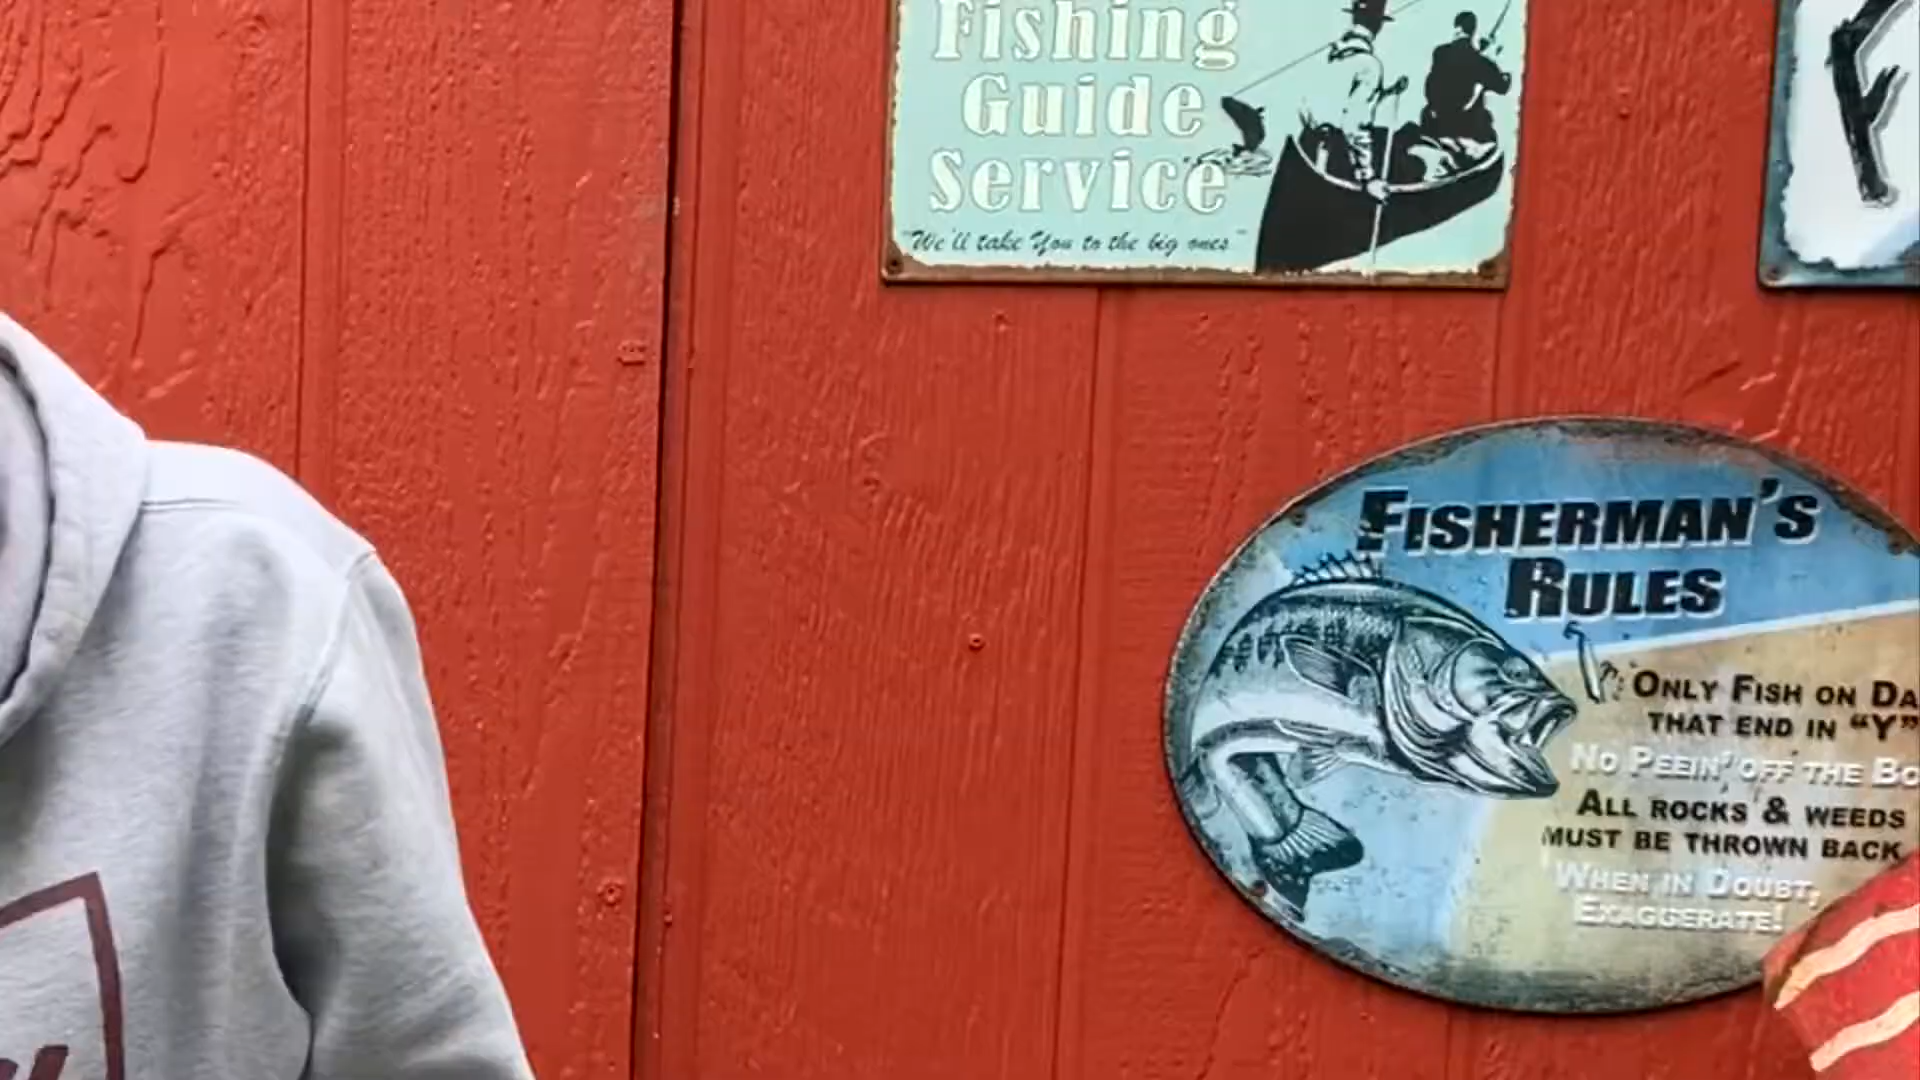 Fishing
Guide
Service
"We'll take You to the big ones."
FISHERMAN'S
RULES
ONLY FISH ON DA
THAT END IN "Y"
NO PEEIN' OFF THE BO
ALL ROCKS & WEEDS
MUST BE THROWN BACK
WHEN IN DOUBT,
EXAGGERATE!